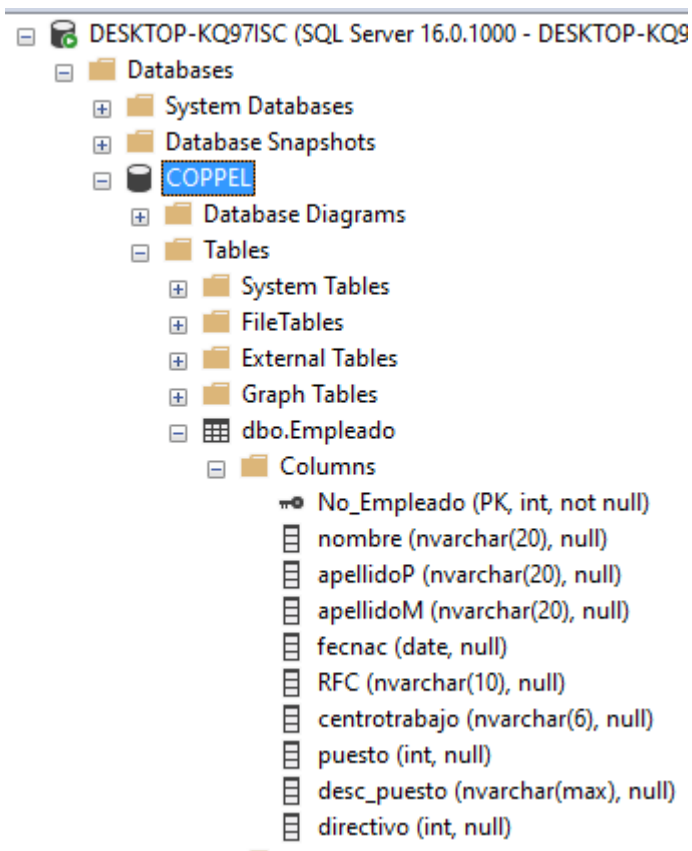 DESKTOP-KQ97ISC (SQL Server 16.0.1000 - DESKTOP-KQ9
Databases
System Databases
Database Snapshots
COPPEL
Database Diagrams
Tables
System Tables
FileTables
External Tables
Graph Tables
dbo.Empleado
Columns
No_Empleado (PK, int, not null)
nombre (nvarchar(20), null)
apellidoP (nvarchar(20), null)
apellidoM (nvarchar(20), null)
fecnac (date, null)
RFC (nvarchar(10), null)
centrotrabajo (nvarchar(6), null)
puesto (int, null)
desc_puesto (nvarchar(max), null)
directivo (int, null)